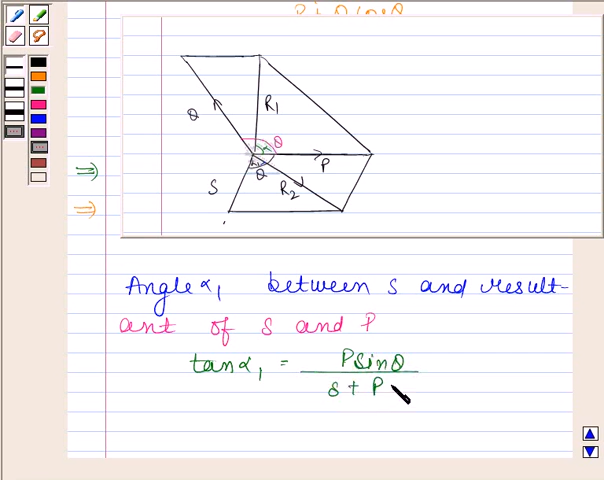 Q
R1
θ
P
S
θ
R2
⇒
⇒
Angle α1 between S and result-
ant of S and P
tanα1 = Psinθ
S + P